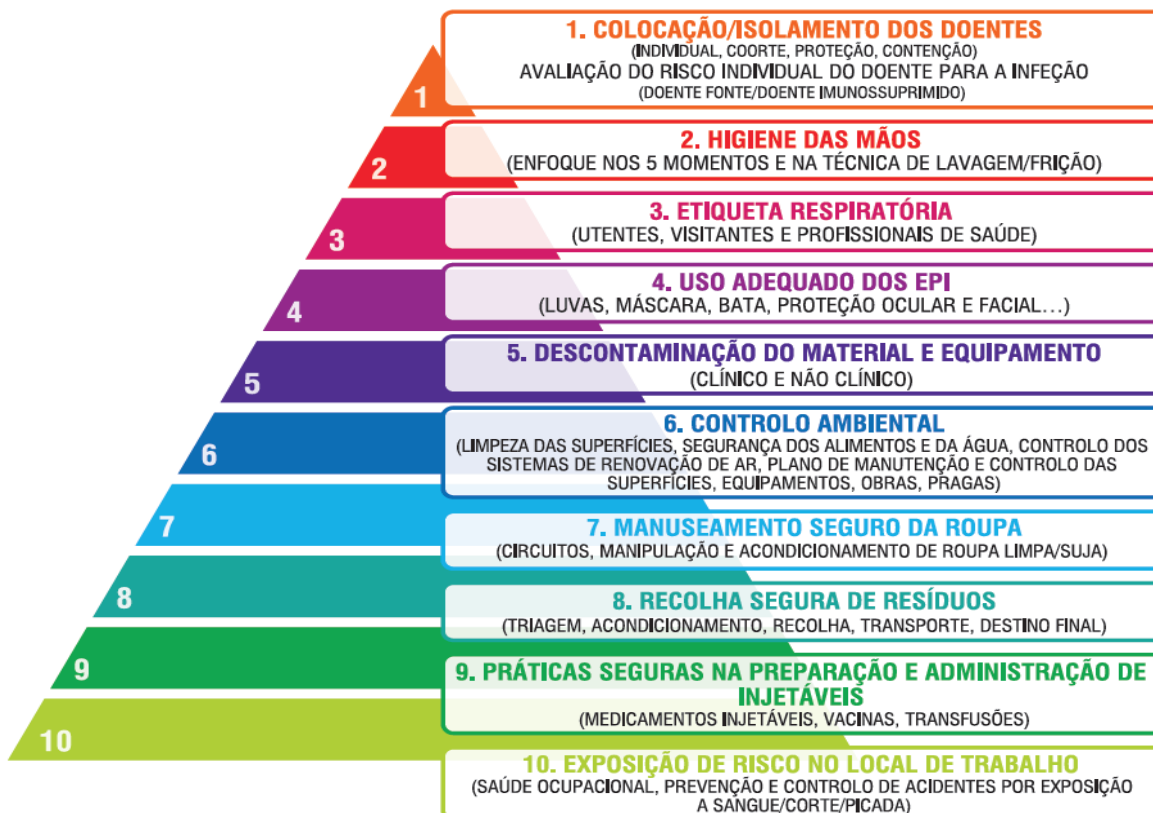 1
1. COLOCAÇÃO/ISOLAMENTO DOS DOENTES
(INDIVIDUAL, COORTE, PROTEÇÃO, CONTENÇÃO)
AVALIAÇÃO DO RISCO INDIVIDUAL DO DOENTE PARA A INFEÇÃO
(DOENTE FONTE/DOENTE IMUNOSSUPRIMIDO)
2
2. HIGIENE DAS MÃOS
(ENFOQUE NOS 5 MOMENTOS E NA TÉCNICA DE LAVAGEM/FRIÇÃO)
3
3. ETIQUETA RESPIRATÓRIA
(UTENTES, VISITANTES E PROFISSIONAIS DE SAÚDE)
4
4. USO ADEQUADO DOS EPI
(LUVAS, MÁSCARA, BATA, PROTEÇÃO OCULAR E FACIAL...)
5
5. DESCONTAMINAÇÃO DO MATERIAL E EQUIPAMENTO
(CLÍNICO E NÃO CLÍNICO)
6
6. CONTROLO AMBIENTAL
(LIMPEZA DAS SUPERFÍCIES, SEGURANÇA DOS ALIMENTOS E DA ÁGUA, CONTROLO DOS
SISTEMAS DE RENOVAÇÃO DE AR, PLANO DE MANUTENÇÃO E CONTROLO DAS
SUPERFÍCIES, EQUIPAMENTOS, OBRAS, PRAGAS)
7
7. MANUSEAMENTO SEGURO DA ROUPA
(CIRCUITOS, MANIPULAÇÃO E ACONDICIONAMENTO DE ROUPA LIMPA/SUJA)
8
8. RECOLHA SEGURA DE RESÍDUOS
(TRIAGEM, ACONDICIONAMENTO, RECOLHA, TRANSPORTE, DESTINO FINAL)
9
9. PRÁTICAS SEGURAS NA PREPARAÇÃO E ADMINISTRAÇÃO DE
INJETÁVEIS
(MEDICAMENTOS INJETÁVEIS, VACINAS, TRANSFUSÕES)
10
10. EXPOSIÇÃO DE RISCO NO LOCAL DE TRABALHO
(SAÚDE OCUPACIONAL, PREVENÇÃO E CONTROLO DE ACIDENTES POR EXPOSIÇÃO
A SANGUE/CORTE/PICADA)